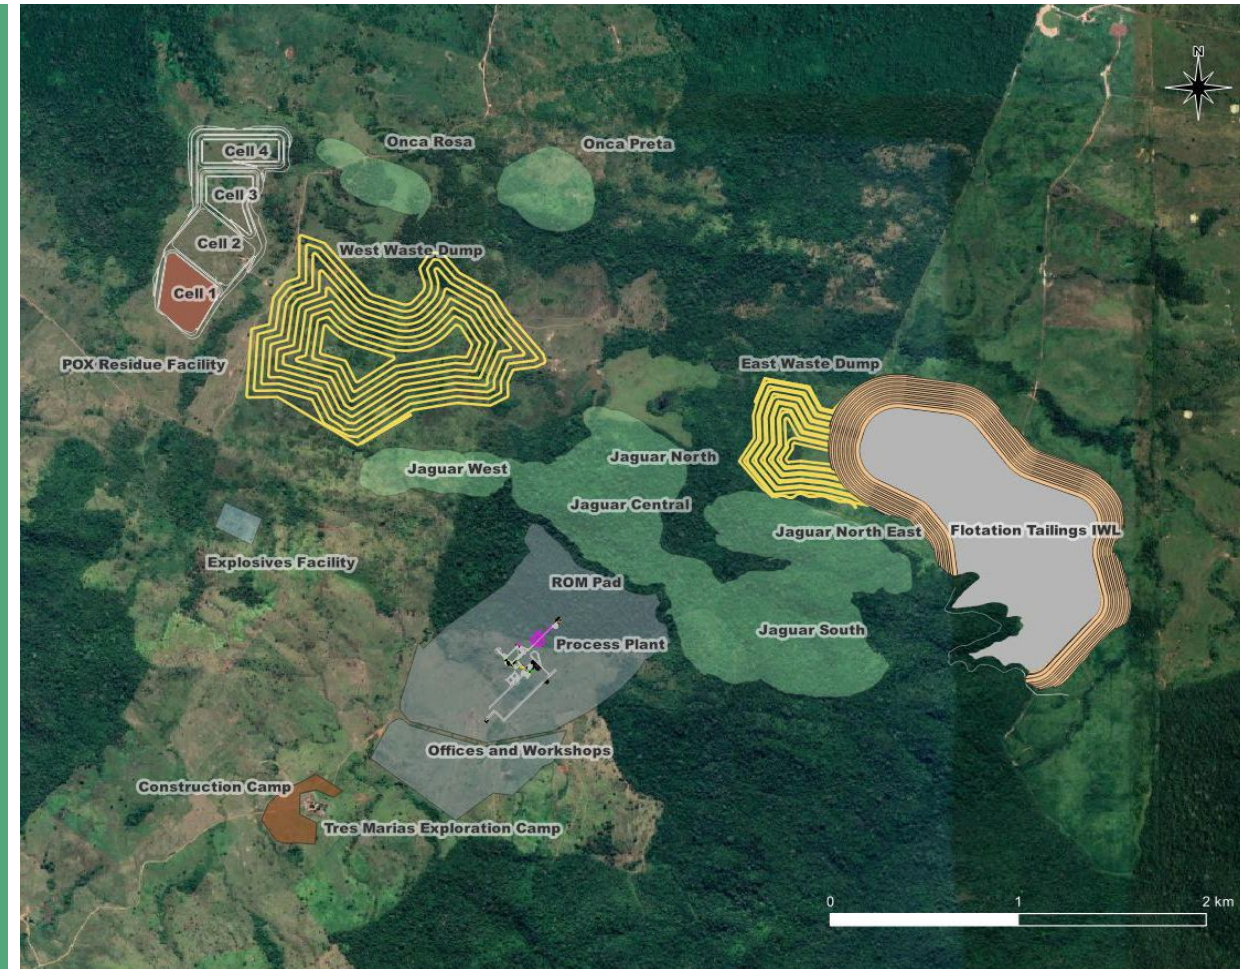 N
Onca Rosa
Onca Preta
Cell 4
Cell 3
Cell 2
Cell 1
West Waste Dump
POX Residue Facility
East Waste Dump
Jaguar West
Jaguar North
Jaguar Central
Jaguar North East
Flotation Tailings IWL
Explosives Facility
ROM Pad
Jaguar South
Process Plant
Offices and Workshops
Construction Camp
Tres Marias Exploration Camp
0 1 2 km